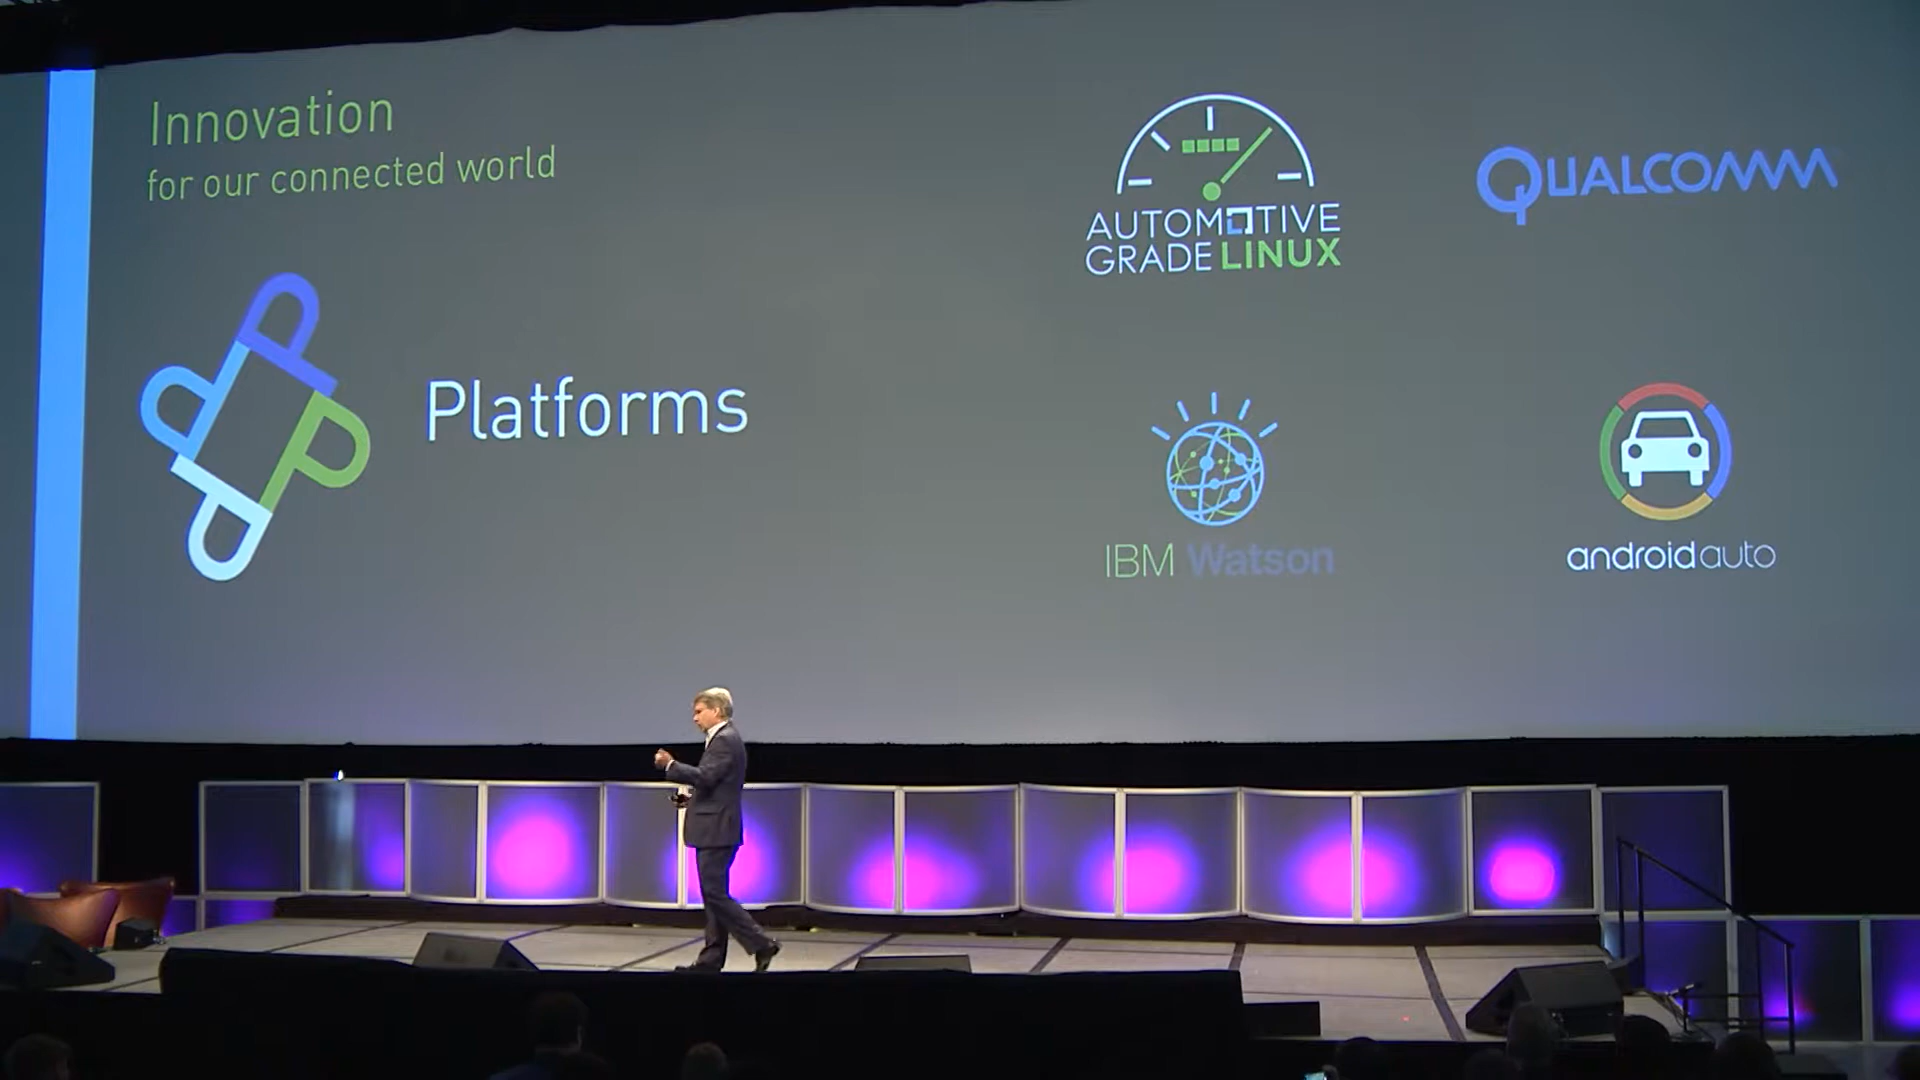 Innovation
for our connected world
Platforms
AUTOMOTIVE
GRADE LINUX
QUALCOMM
IBM Watson
androidauto